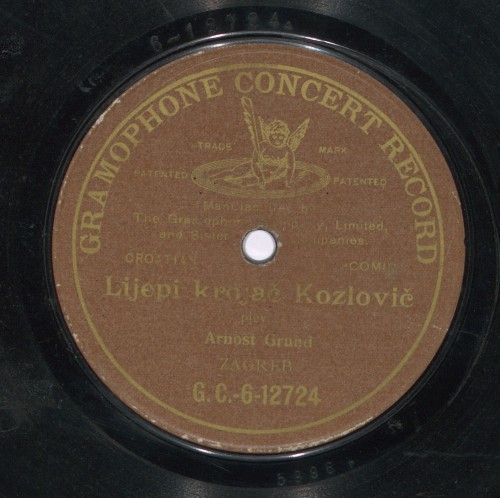 6-12724
GRAMOPHONE CONCERT RECORD
TRADE MARK
PATENTED PATENTED
The Limited,
and Sister
CROATIAN COMIC
Lijepi krojač Kozlovič
pjev
Arnošt Grund
ZAGREB
G.C.-6-12724